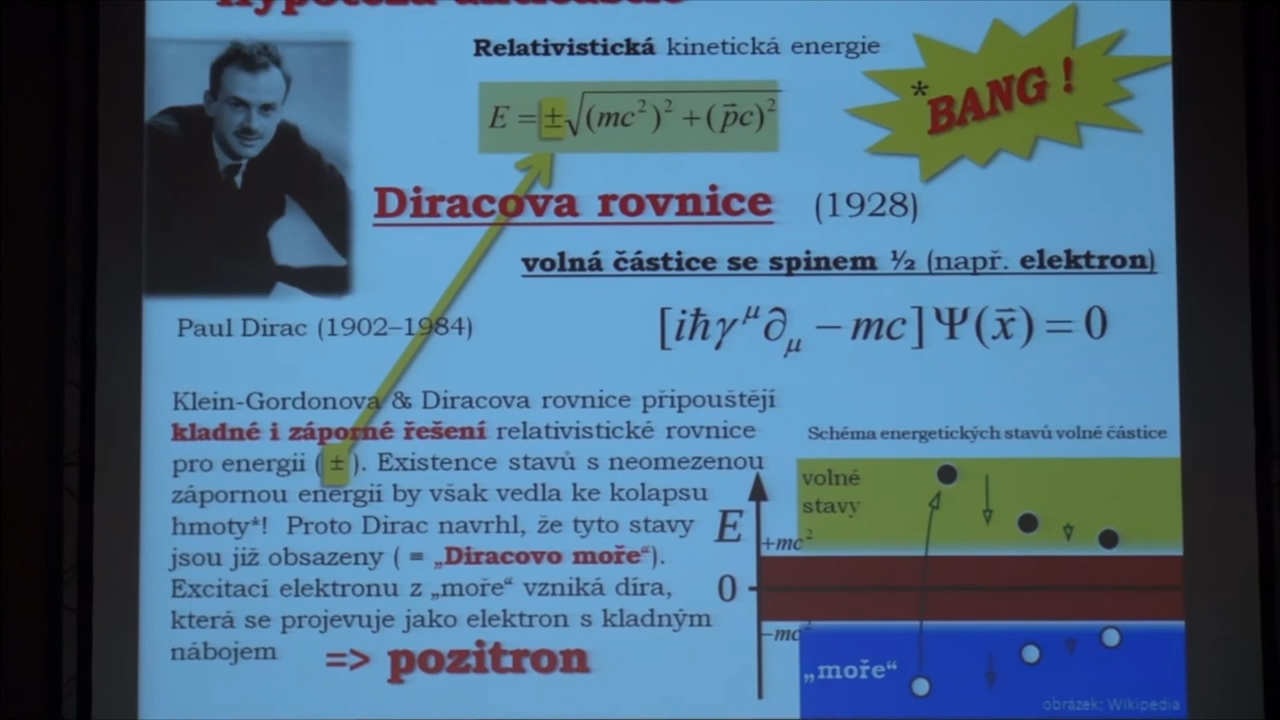 Hypotéza antičástic
Relativistická kinetická energie
E = ±√(mc²)² + (p⃗c)²
*BANG !
Diracova rovnice (1928)
volná částice se spinem ½ (např. elektron)
[iħγ^μ∂_μ − mc]Ψ(x⃗) = 0
Paul Dirac (1902–1984)
Klein-Gordonova & Diracova rovnice připouštějí
kladné i záporné řešení relativistické rovnice
pro energii ( ± ). Existence stavů s neomezenou
zápornou energií by však vedla ke kolapsu
hmoty*! Proto Dirac navrhl, že tyto stavy
jsou již obsazeny ( = „Diracovo moře“).
Excitací elektronu z „moře“ vzniká díra,
která se projevuje jako elektron s kladným
nábojem => pozitron
Schéma energetických stavů volné částice
volné
stavy
E
+mc²
0
−mc²
„moře“
obrázek: Wikipedia